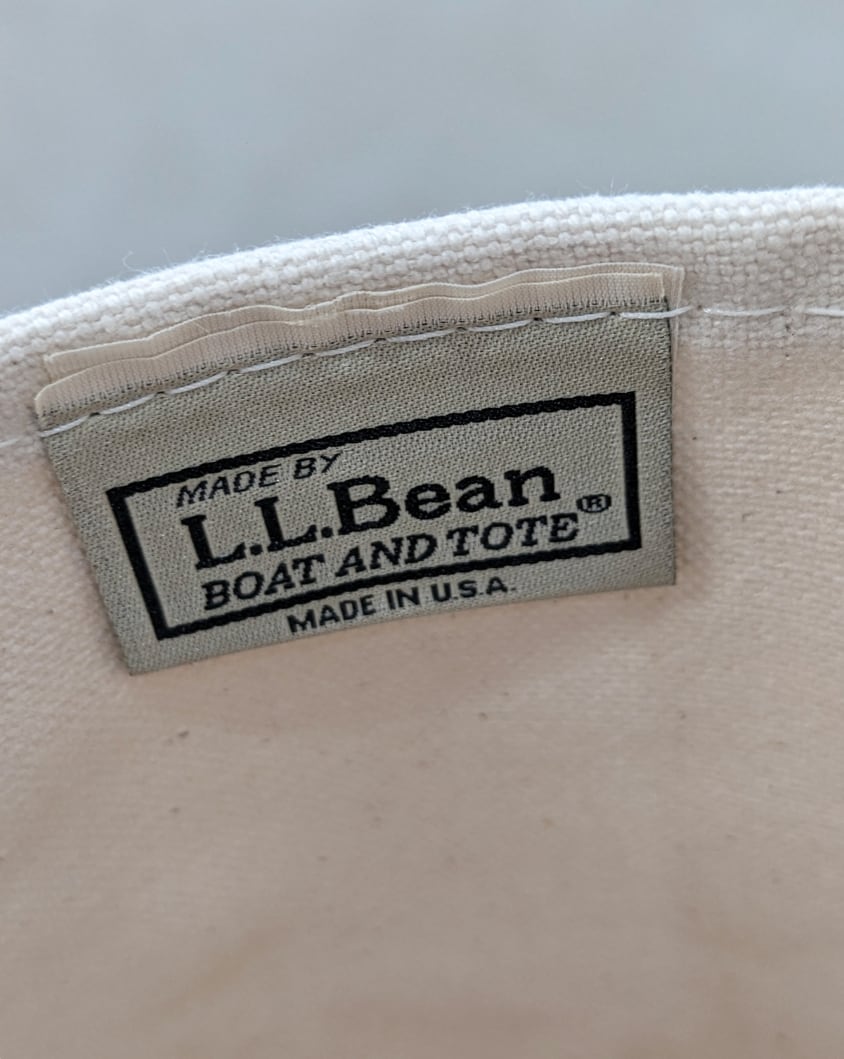 MADE BY
L.L.Bean
BOAT AND TOTE®
MADE IN U.S.A.